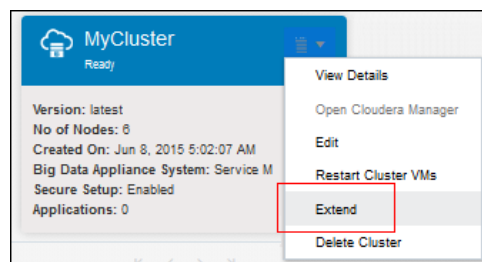 MyCluster
Ready
Version: latest
No of Nodes: 6
Created On: Jun 8, 2015 5:02:07 AM
Big Data Appliance System: Service M
Secure Setup: Enabled
Applications: 0
View Details
Open Cloudera Manager
Edit
Restart Cluster VMs
Extend
Delete Cluster